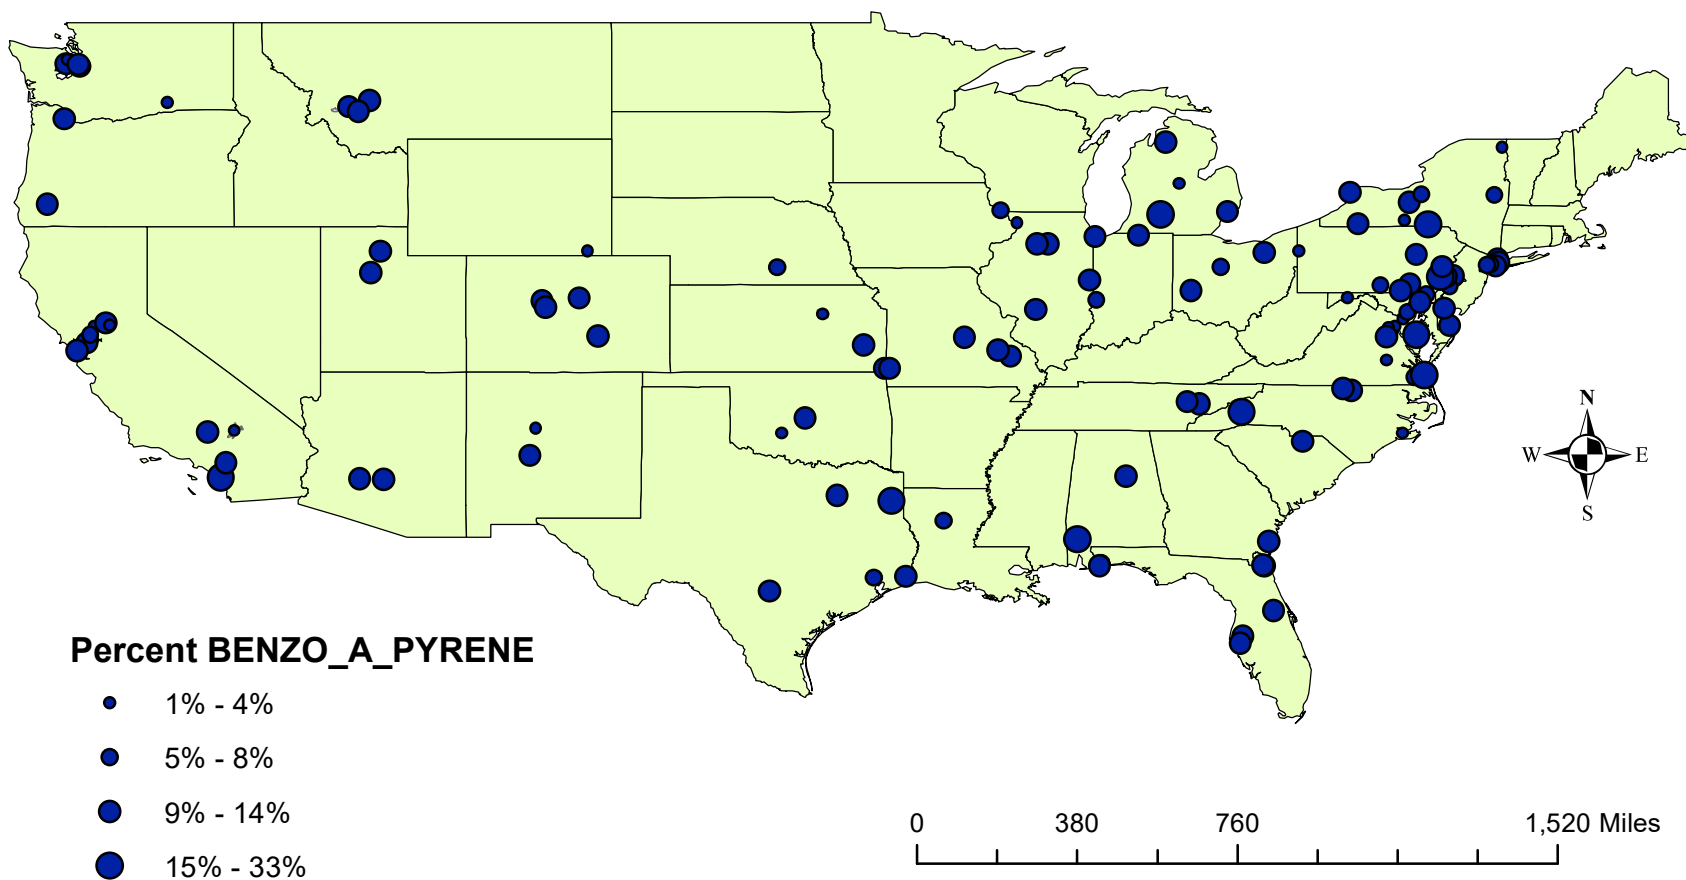 N
W E
S
Percent BENZO_A_PYRENE
1% - 4%
5% - 8%
9% - 14%
15% - 33%
0 380 760 1,520 Miles